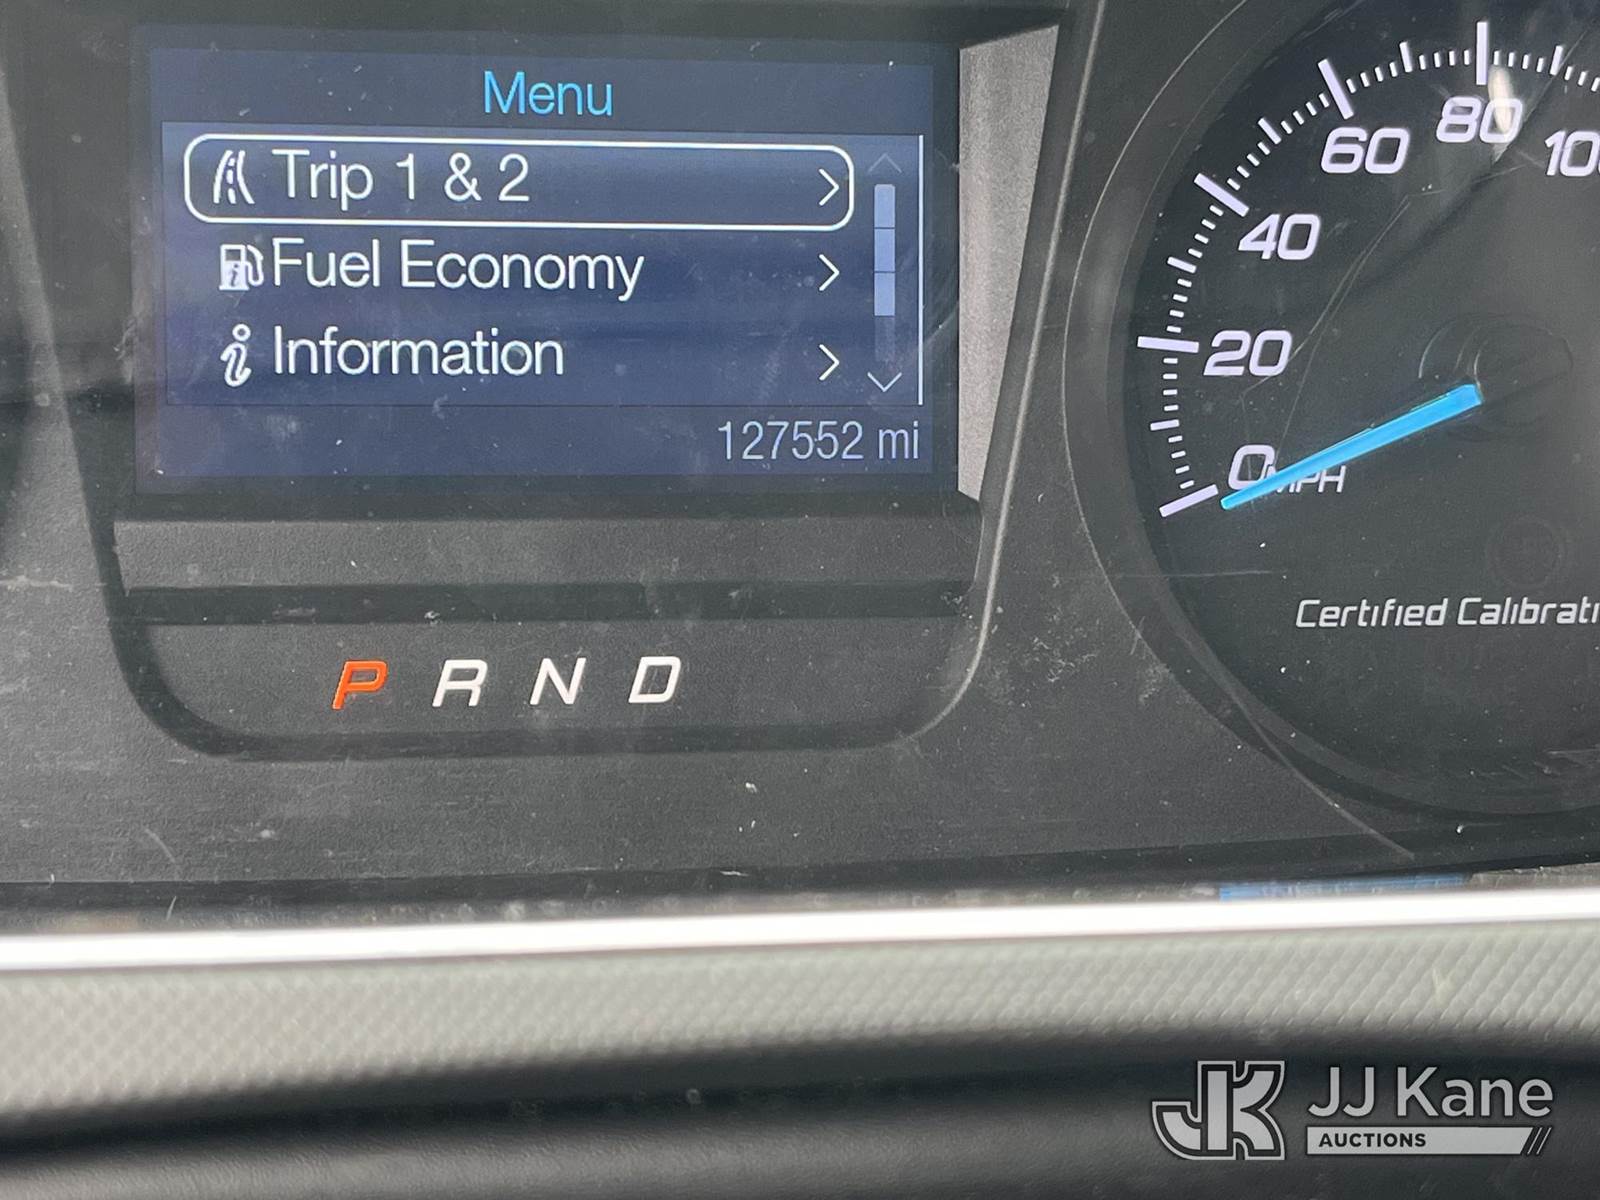 Menu
Trip 1 & 2
Fuel Economy
Information
127552 mi
P R N D
0
20
40
60
80
MPH
Certified
JJ Kane
AUCTIONS